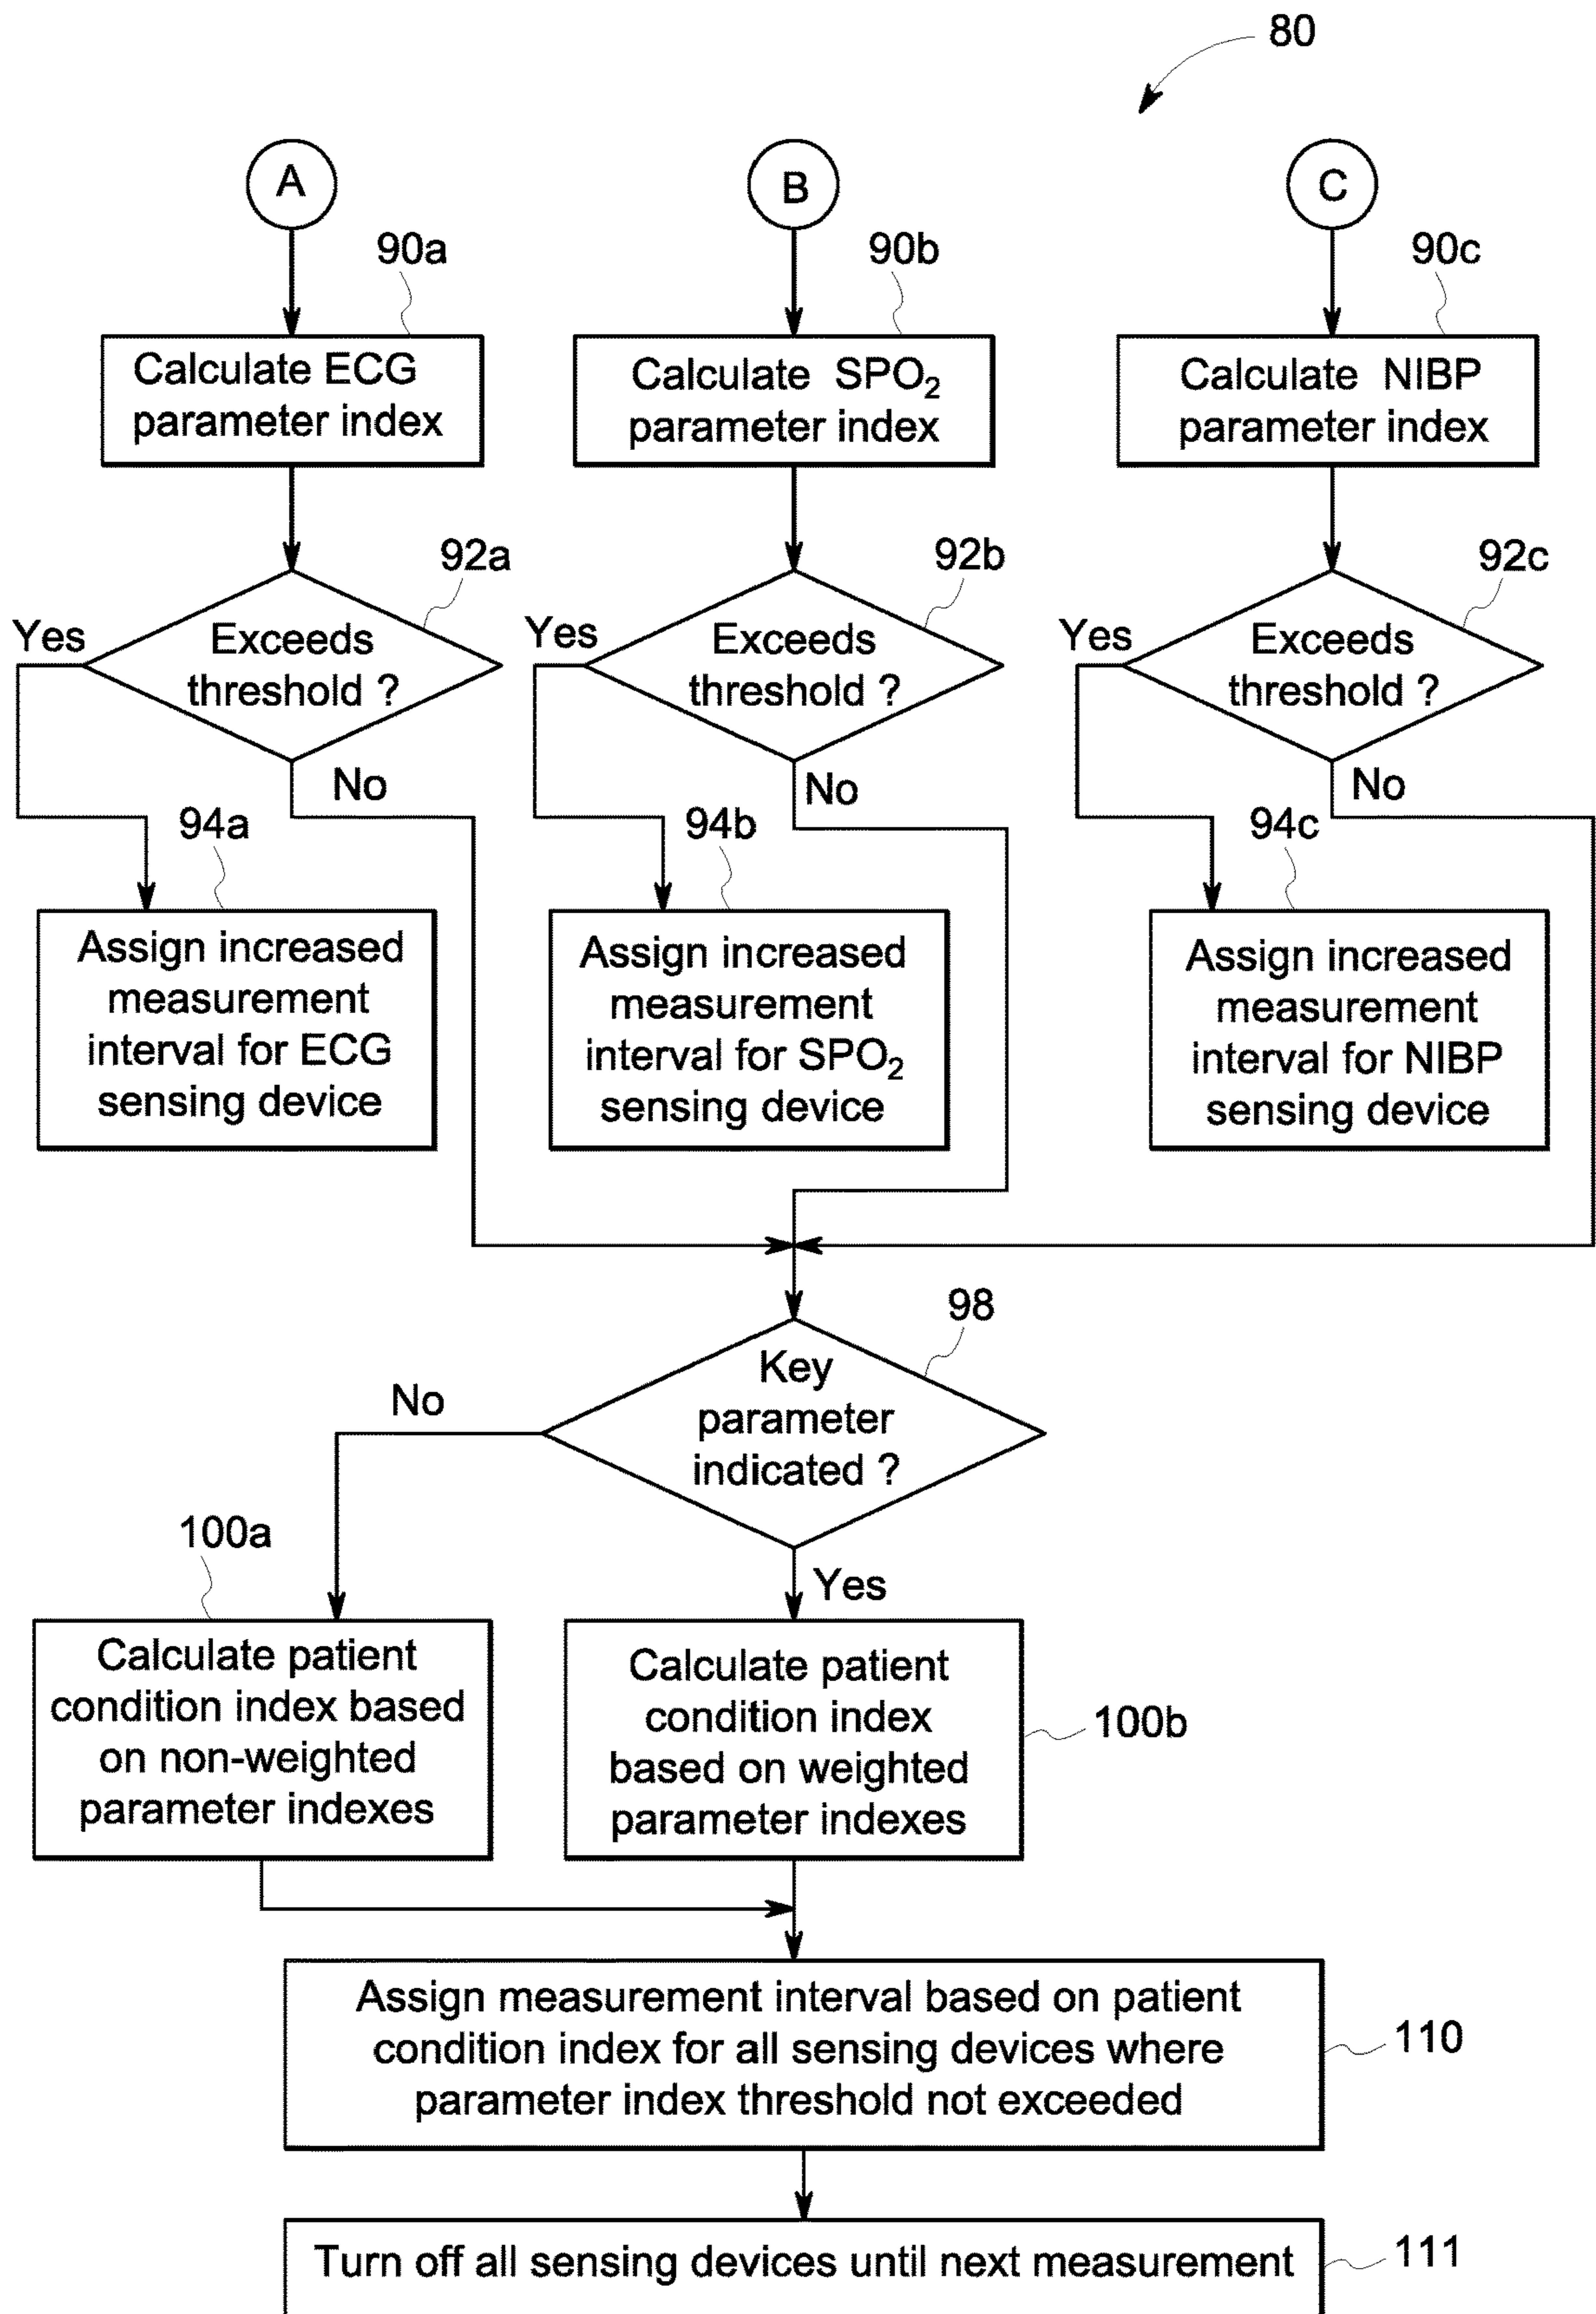 80
A
B
C
90a
90b
90c
Calculate ECG
parameter index
Calculate SPO₂
parameter index
Calculate NIBP
parameter index
92a
92b
92c
Yes
Exceeds
threshold ?
No
Yes
Exceeds
threshold ?
No
Yes
Exceeds
threshold ?
No
94a
94b
94c
Assign increased
measurement
interval for ECG
sensing device
Assign increased
measurement
interval for SPO₂
sensing device
Assign increased
measurement
interval for NIBP
sensing device
98
Key
parameter
indicated ?
No
Yes
100a
Calculate patient
condition index based
on non-weighted
parameter indexes
Calculate patient
condition index
based on weighted
parameter indexes
100b
Assign measurement interval based on patient
condition index for all sensing devices where
parameter index threshold not exceeded
110
Turn off all sensing devices until next measurement
111